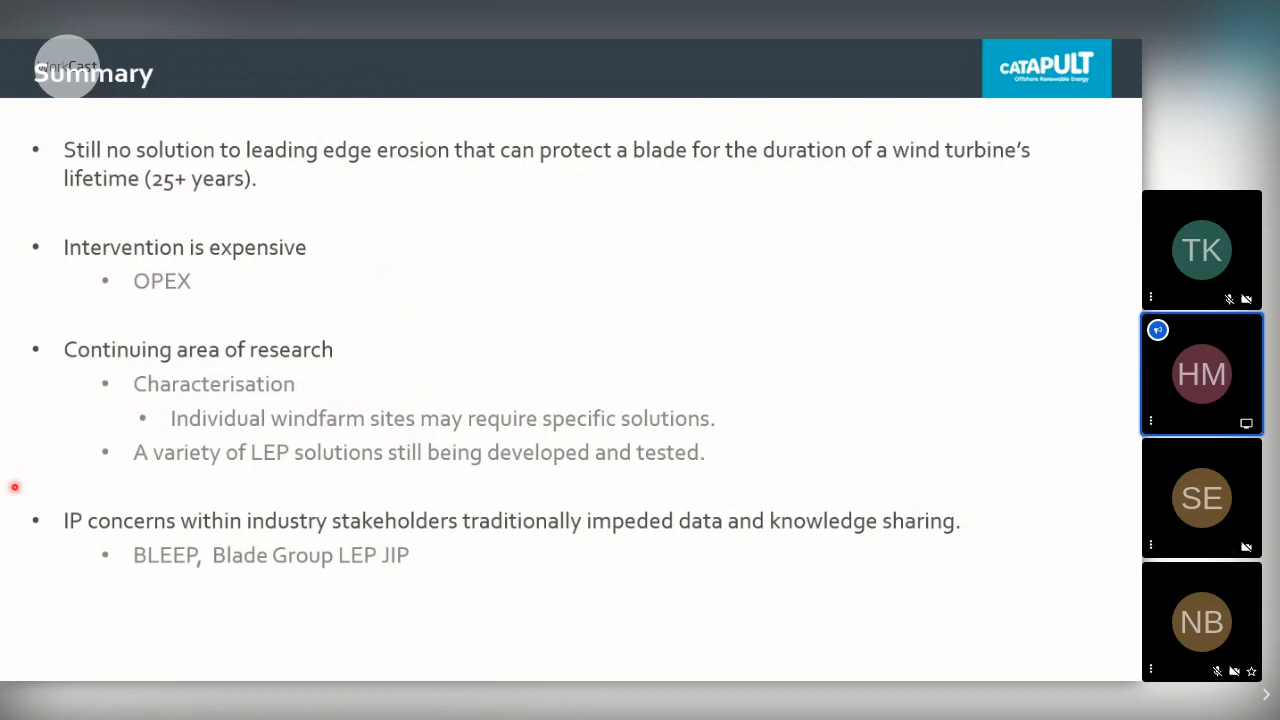 WorkCast
Summary
CATAPULT
Offshore Renewable Energy
• Still no solution to leading edge erosion that can protect a blade for the duration of a wind turbine's
lifetime (25+ years).
• Intervention is expensive
• OPEX
• Continuing area of research
• Characterisation
• Individual windfarm sites may require specific solutions.
• A variety of LEP solutions still being developed and tested.
• IP concerns within industry stakeholders traditionally impeded data and knowledge sharing.
• BLEEP, Blade Group LEP JIP
TK
HM
SE
NB